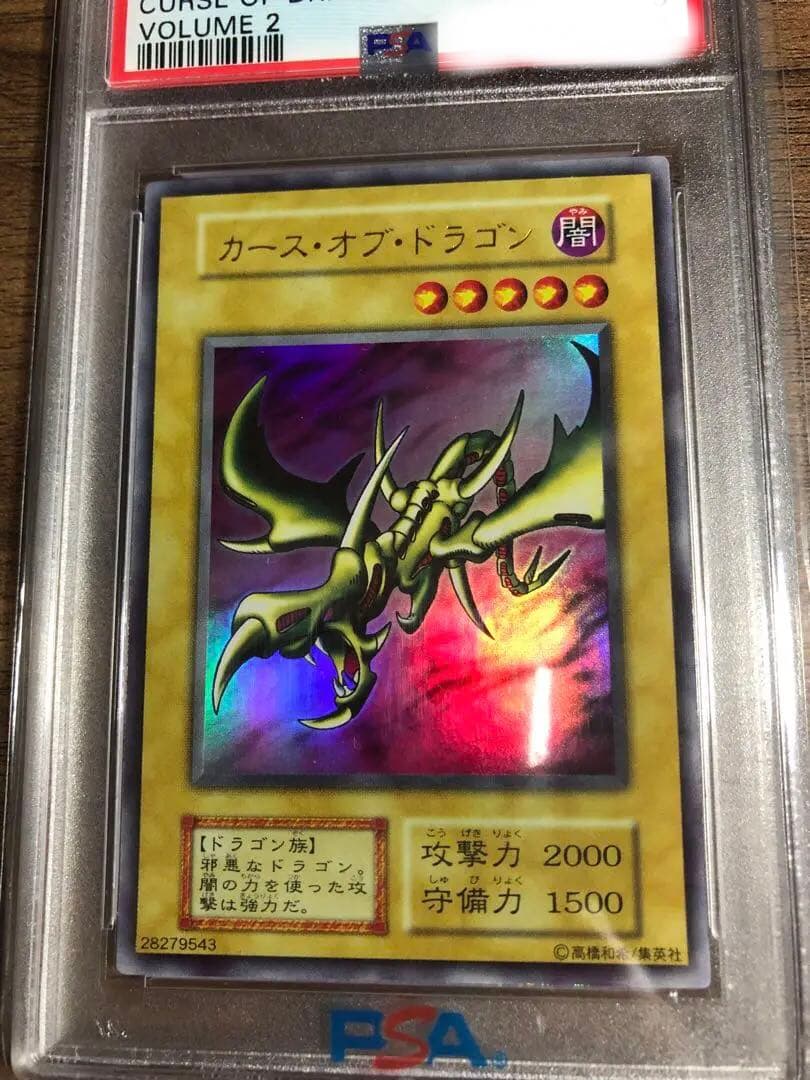 CURSE OF
VOLUME 2
PSA
カース・オブ・ドラゴン
やみ
闇
【ドラゴン族】
邪悪なドラゴン。
闇の力を使った攻
撃は強力だ。
こう げき りょく
攻撃力 2000
しゅ び りょく
守備力 1500
28279543
©高橋和希/集英社
PSA